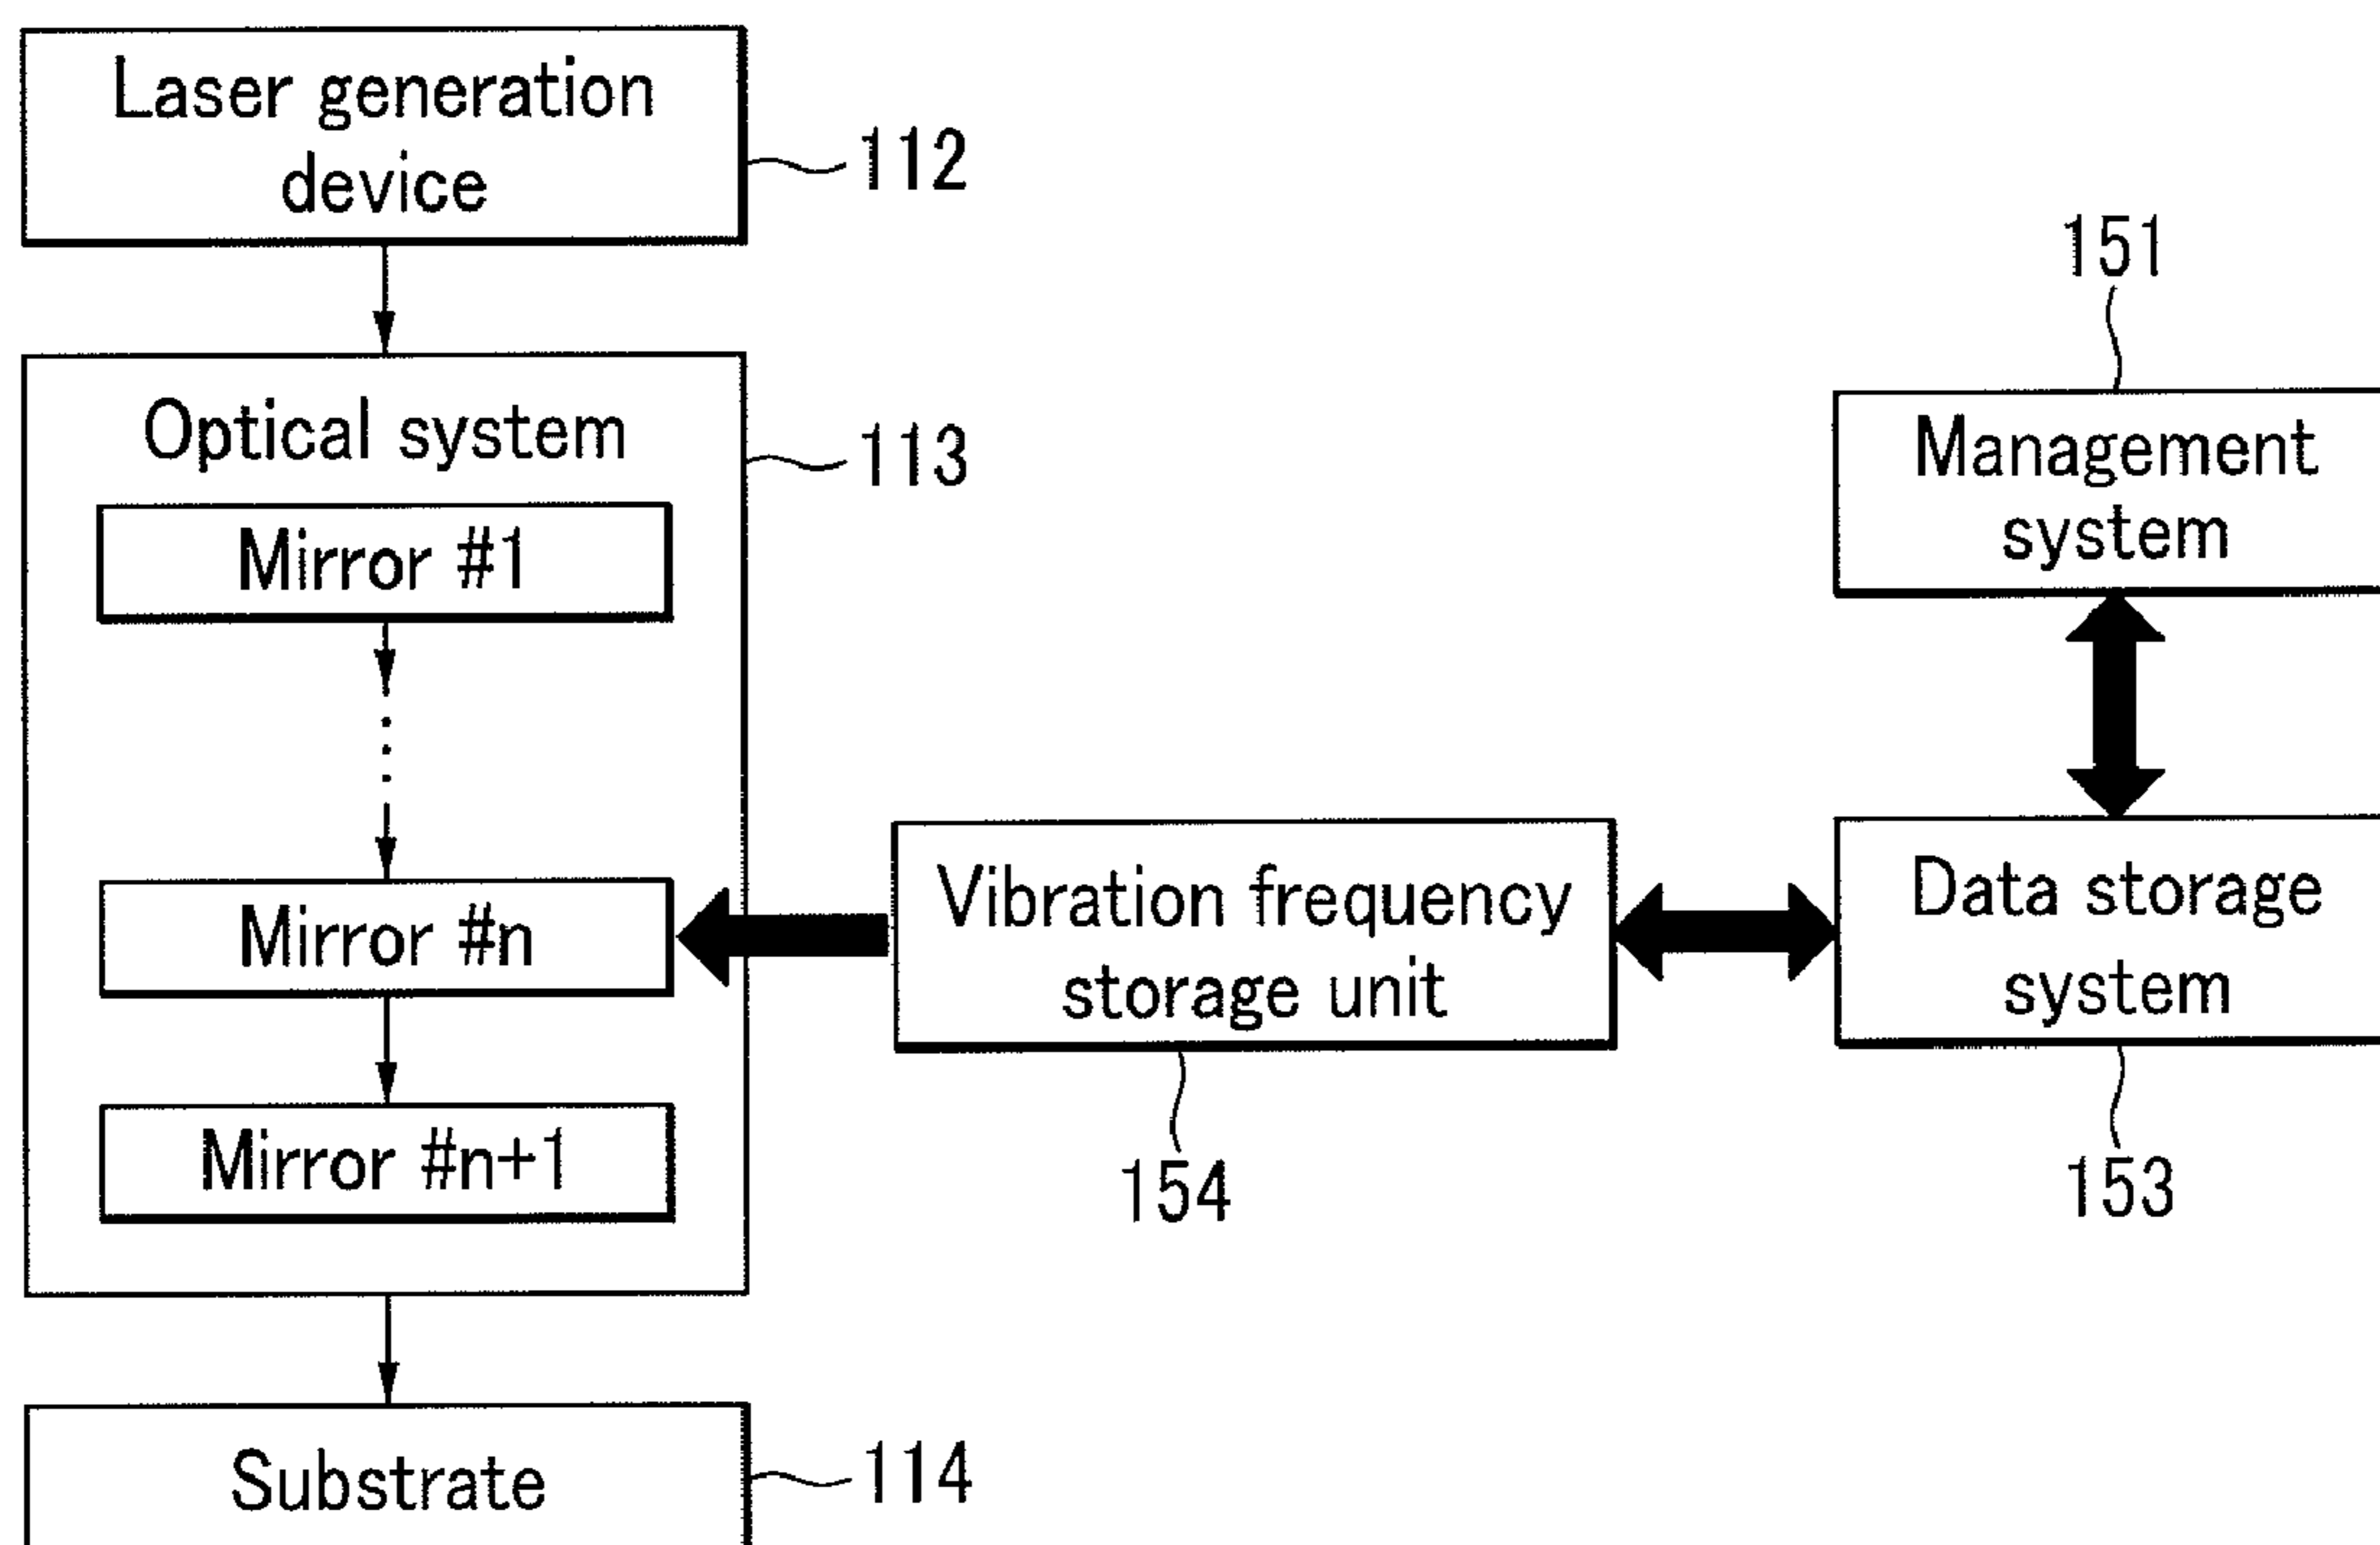 Laser generation
device
112
Optical system
113
Mirror #1
Mirror #n
Mirror #n+1
Substrate
114
Vibration frequency
storage unit
154
151
Management
system
Data storage
system
153